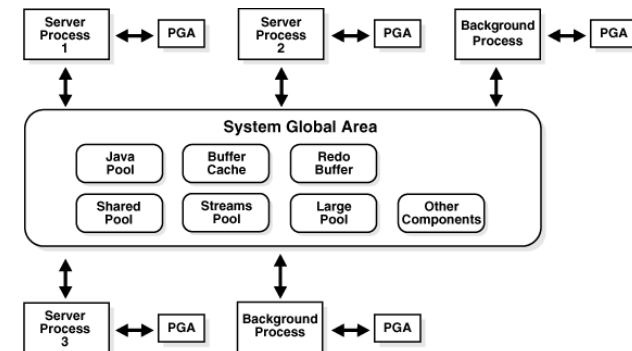 Server
Process
1
PGA
Server
Process
2
PGA
Background
Process
PGA
System Global Area
Java
Pool
Buffer
Cache
Redo
Buffer
Shared
Pool
Streams
Pool
Large
Pool
Other
Components
Server
Process
3
PGA
Background
Process
PGA